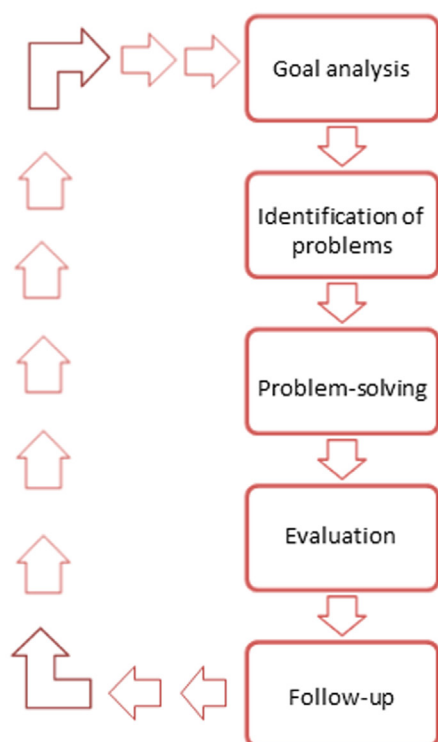 Goal analysis
Identification of
problems
Problem-solving
Evaluation
Follow-up